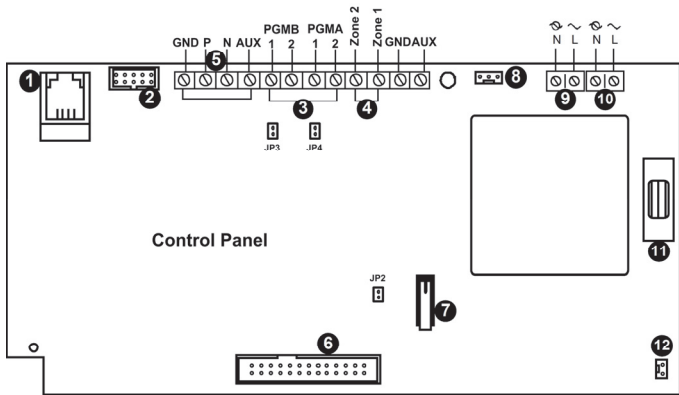 Zone 2
Zone 1
PGMB
PGMA
GND P N AUX
1 2 1 2
GND AUX
N L N L
1
2
5
3
4
8
9
10
JP3
JP4
Control Panel
11
JP2
7
6
12